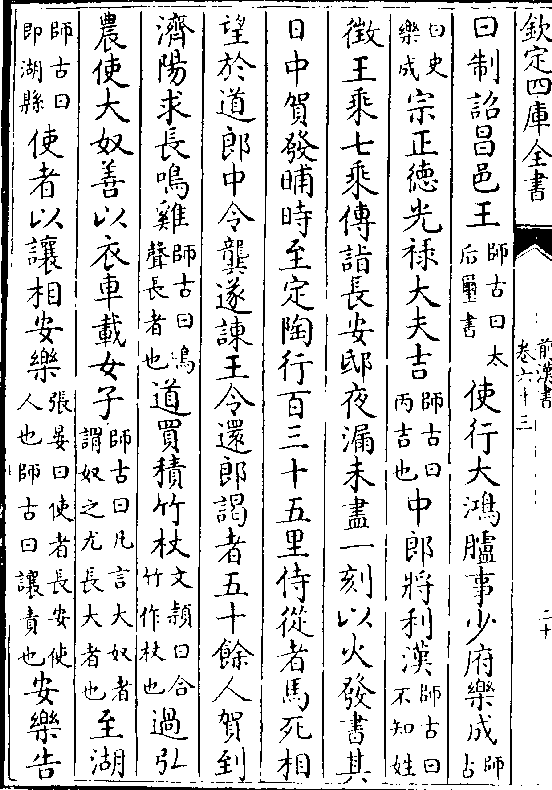 欽定四庫全書
前漢書
卷六十三
二十
曰制詔昌邑王師古曰太后璽書使行大鴻臚事少府樂成師古
曰史樂成宗正德光祿大夫吉師古曰丙吉也中郎將利漢師古曰不知姓
徵王乘七乘傳詣長安邸夜漏未盡一刻以火發書其
日中賀發晡時至定陶行百三十五里侍從者馬死相
望於道郎中令龔遂諫王令還郎謁者五十餘人賀到
濟陽求長鳴雞師古曰鳴聲長者也道買積竹杖文頴曰合竹作杖也過弘
農使大奴善以衣車載女子師古曰凡言大奴者謂奴之尤長大者也至湖
師古曰即湖縣使者以讓相安樂張晏曰使者長安使人也師古曰讓責也安樂告